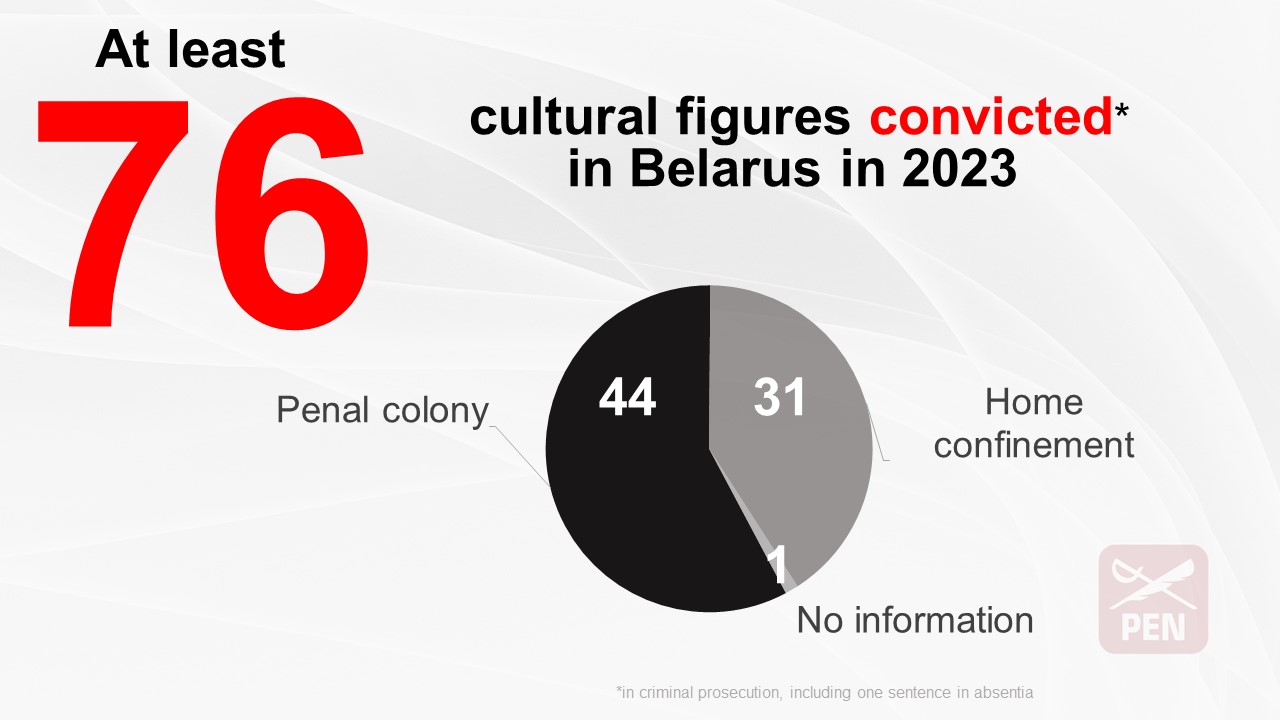 At least
76
cultural figures convicted*
in Belarus in 2023
44
31
Penal colony
Home
confinement
1
No information
PEN
*in criminal prosecution, including one sentence in absentia